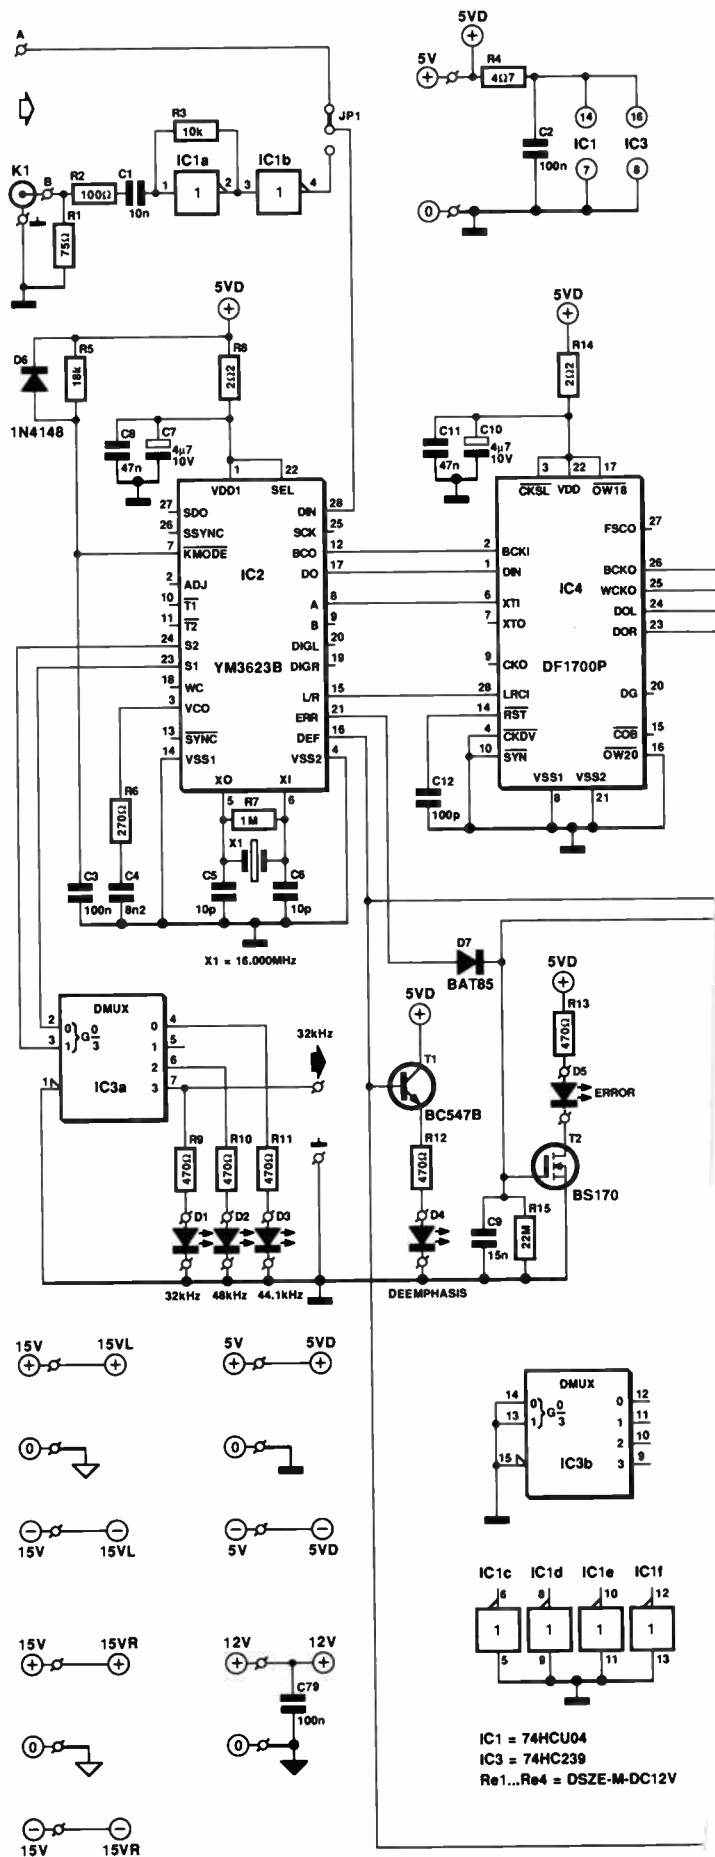 A
5VD
5V
R4
4Ω7
JP1
R3
10k
C2
100n
14
16
IC1
IC3
7
8
0
K1
B
R2
100Ω
C1
10n
IC1a
1
1
2
IC1b
3
1
4
R1
75Ω
5VD
5VD
D6
R5
18k
R8
2Ω2
R14
2Ω2
1N4148
C8
47n
C7
4µ7
10V
C11
47n
C10
4µ7
10V
1
22
VDD1
SEL
3
22
17
CKSL
VDD
OW18
27
SDO
DIN
28
26
SSYNC
SCK
25
7
KMODE
BCO
12
IC2
DO
17
2
ADJ
10
T1
A
8
11
T2
B
9
24
S2
DIGL
20
23
S1
YM3623B
DIGR
19
18
WC
3
VCO
L/R
15
ERR
21
13
SYNC
DEF
16
14
VSS1
VSS2
4
XO
XI
5
6
FSCO
27
2
BCKI
BCKO
26
1
DIN
IC4
WCKO
25
6
XTI
DOL
24
7
XTO
DOR
23
9
CKO
DF1700P
28
LRCI
DG
20
14
RST
4
CKDV
COB
15
10
SYN
OW20
16
VSS1
VSS2
8
21
R6
270Ω
R7
1M
X1
C12
100p
C3
100n
C4
8n2
C5
10p
C6
10p
X1 = 16.000MHz
D7
BAT85
5VD
5VD
R13
470Ω
DMUX
2
0
3
1
G 0
3
1
IC3a
0
4
1
5
2
6
3
7
32kHz
T1
BC547B
D5
ERROR
T2
BS170
R9
470Ω
R10
470Ω
R11
470Ω
R12
470Ω
D1
D2
D3
D4
C9
15n
R15
22M
32kHz
48kHz
44.1kHz
DEEMPHASIS
15V
15VL
5V
5VD
0
0
15V
15VL
5V
5VD
DMUX
14
0
13
1
G 0
3
15
IC3b
0
12
1
11
2
10
3
9
IC1c
IC1d
IC1e
IC1f
6
8
10
12
1
1
1
1
5
9
11
13
15V
15VR
12V
12V
C79
100n
0
0
15V
15VR
IC1 = 74HCU04
IC3 = 74HC239
Re1...Re4 = DSZE-M-DC12V